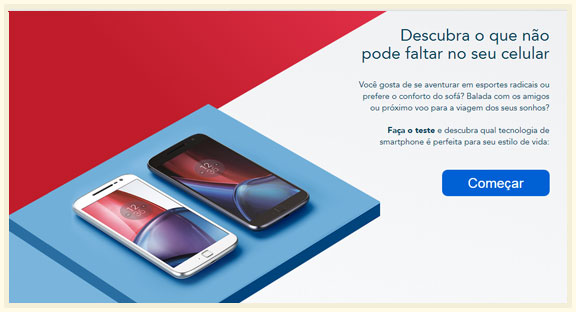 Descubra o que não
pode faltar no seu celular
Você gosta de se aventurar em esportes radicais ou
prefere o conforto do sofá? Balada com os amigos
ou próximo voo para a viagem dos seus sonhos?
Faça o teste e descubra qual tecnologia de
smartphone é perfeita para seu estilo de vida:
Começar